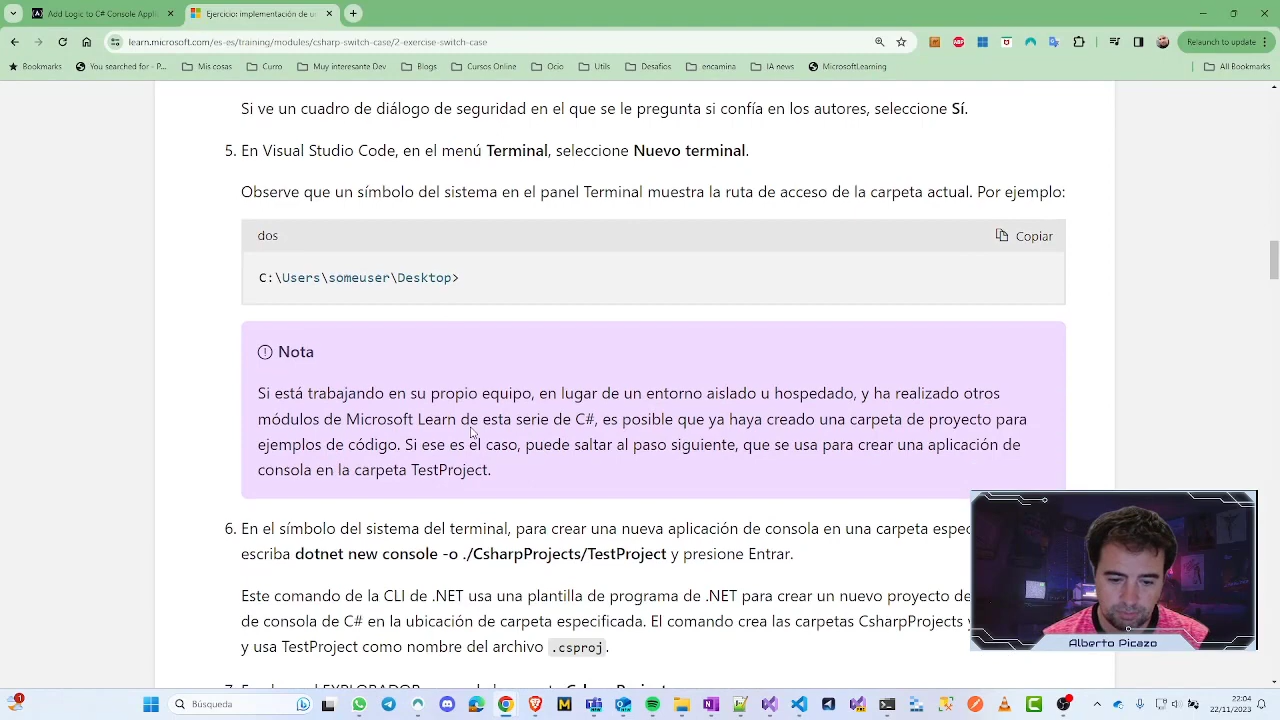 Add Logic to C# Console Applic
Ejercicio: implementación de ur
learn.microsoft.com/es-es/training/modules/csharp-switch-case/2-exercise-switch-case
Relaunch to update
Bookmarks
You searched for - P...
Mis cosas
Curro
Muy interesante Dev
Blogs
Cursos Online
Ocio
Utils
Desafios
encamina
IA news
MicrosoftLearning
All Bookmarks
Si ve un cuadro de diálogo de seguridad en el que se le pregunta si confía en los autores, seleccione Sí.
5. En Visual Studio Code, en el menú Terminal, seleccione Nuevo terminal.
Observe que un símbolo del sistema en el panel Terminal muestra la ruta de acceso de la carpeta actual. Por ejemplo:
dos
Copiar
C:\Users\someuser\Desktop>
Nota
Si está trabajando en su propio equipo, en lugar de un entorno aislado u hospedado, y ha realizado otros
módulos de Microsoft Learn de esta serie de C#, es posible que ya haya creado una carpeta de proyecto para
ejemplos de código. Si ese es el caso, puede saltar al paso siguiente, que se usa para crear una aplicación de
consola en la carpeta TestProject.
6. En el símbolo del sistema del terminal, para crear una nueva aplicación de consola en una carpeta espec
escriba dotnet new console -o ./CsharpProjects/TestProject y presione Entrar.
Este comando de la CLI de .NET usa una plantilla de programa de .NET para crear un nuevo proyecto de
de consola de C# en la ubicación de carpeta especificada. El comando crea las carpetas CsharpProjects y
y usa TestProject como nombre del archivo .csproj.
Alberto Picazo
Búsqueda
22:04
22/11/2023